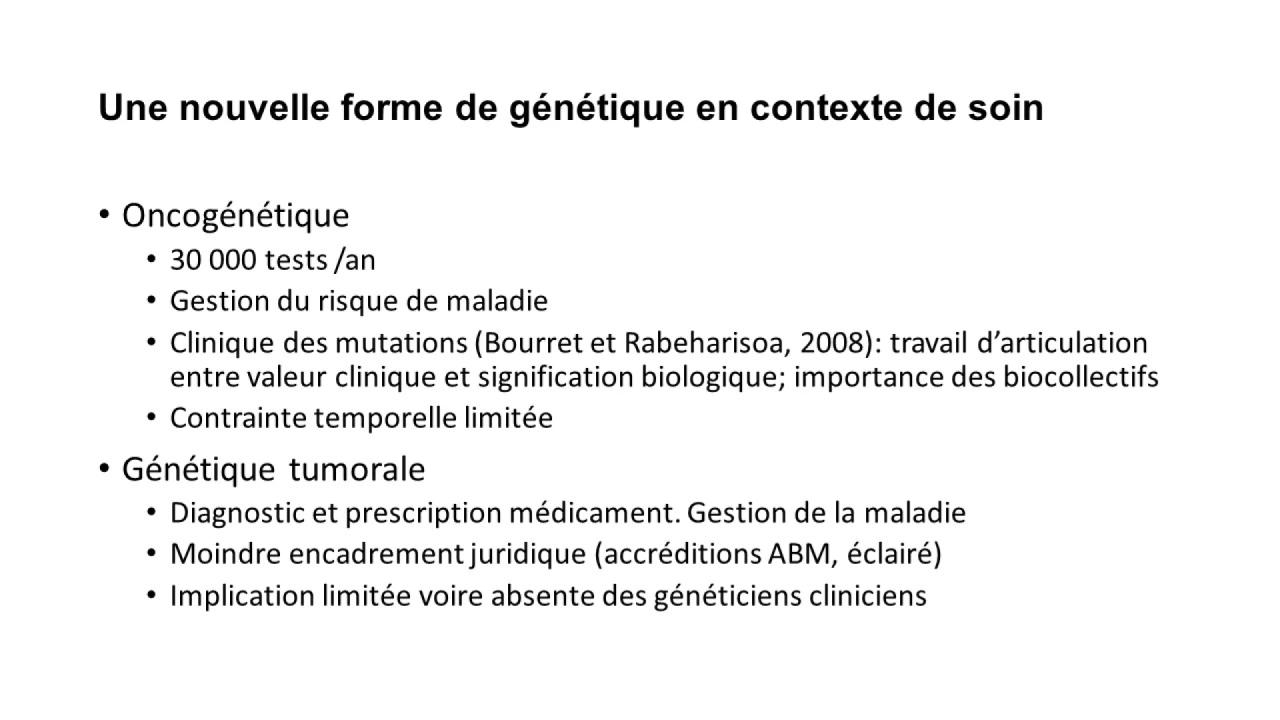 Une nouvelle forme de génétique en contexte de soin
• Oncogénétique
• 30 000 tests /an
• Gestion du risque de maladie
• Clinique des mutations (Bourret et Rabeharisoa, 2008): travail d’articulation
entre valeur clinique et signification biologique; importance des biocollectifs
• Contrainte temporelle limitée
• Génétique tumorale
• Diagnostic et prescription médicament. Gestion de la maladie
• Moindre encadrement juridique (accréditions ABM, éclairé)
• Implication limitée voire absente des généticiens cliniciens